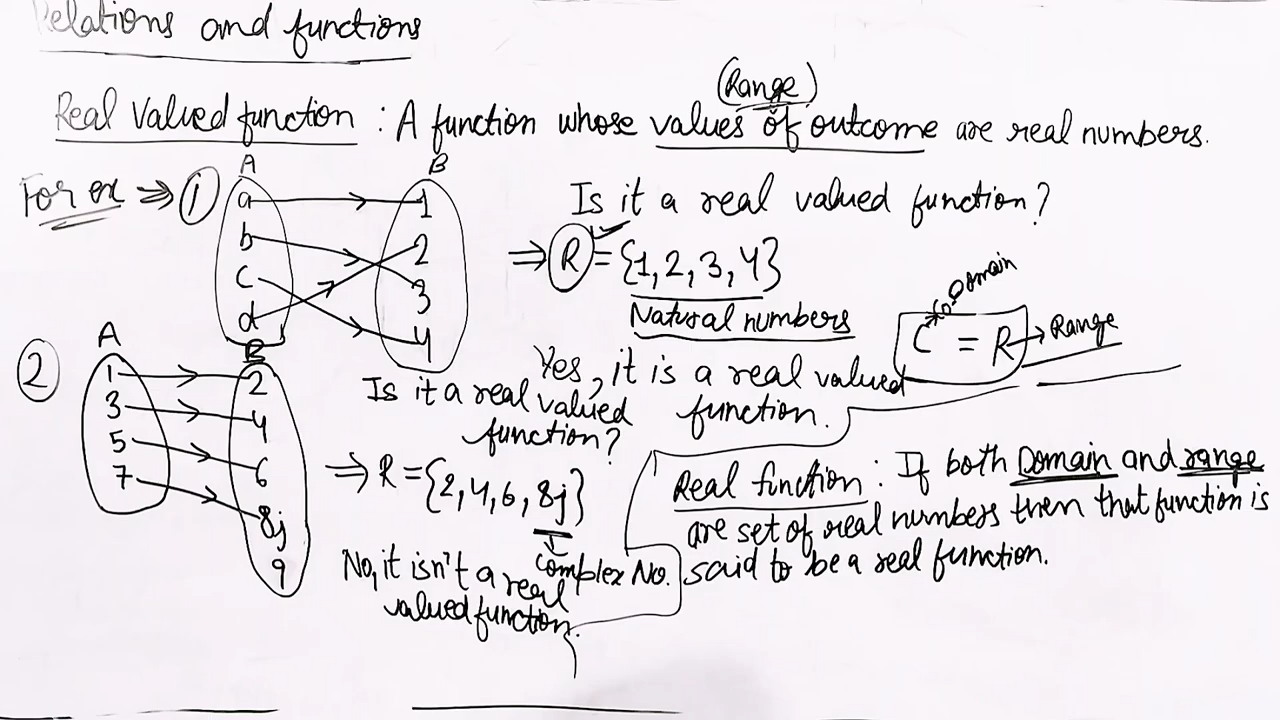 Relations and functions
(Range)
Real Valued function : A function whose values of outcome are real numbers.
For ex ⇒ 1
A B
a 1
b 2
c 3
d 4
Is it a real valued function?
⇒ R = {1, 2, 3, 4}
Natural numbers
Yes, it is a real valued
function.
Domain
C = R → Range
2
A B
1 2
3 4
5 6
7 8j
9
Is it a real valued
function?
⇒ R = {2, 4, 6, 8j}
Complex No.
No, it isn't a real
valued function.
Real function : If both Domain and range
are set of real numbers then that function is
said to be a real function.